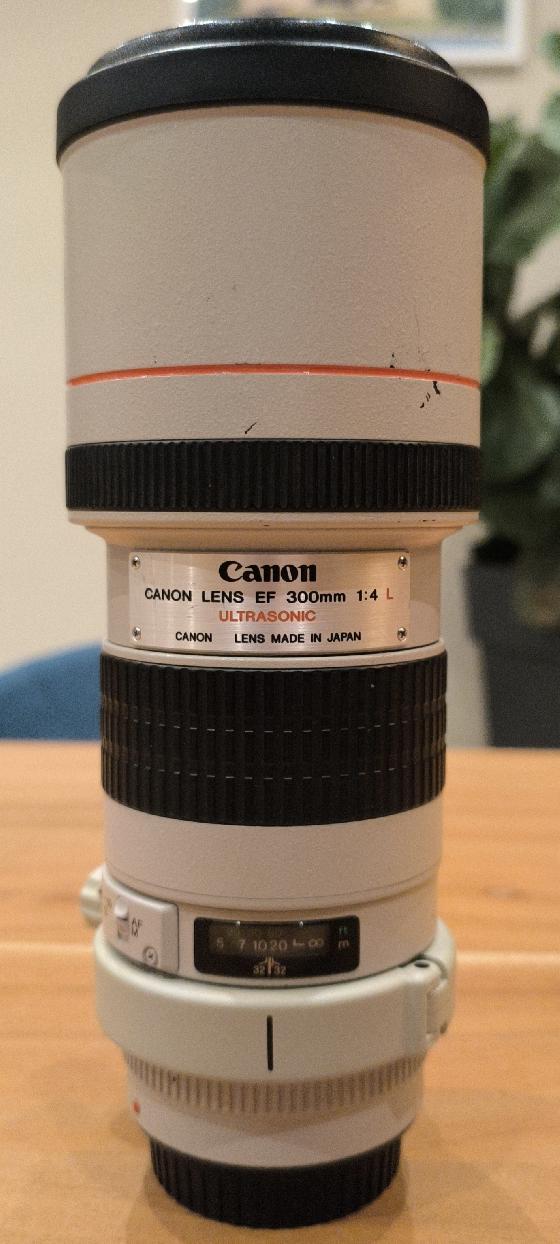 Canon
CANON LENS EF 300mm 1:4 L
ULTRASONIC
CANON LENS MADE IN JAPAN
AF
M
ft
5 7 10 20 ∞ m
32 32